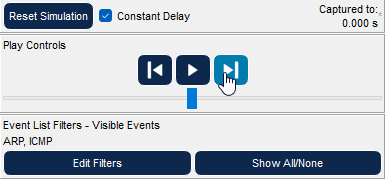 Reset Simulation Constant Delay Captured to:
0.000 s
Play Controls
Event List Filters - Visible Events
ARP, ICMP
Edit Filters Show All/None